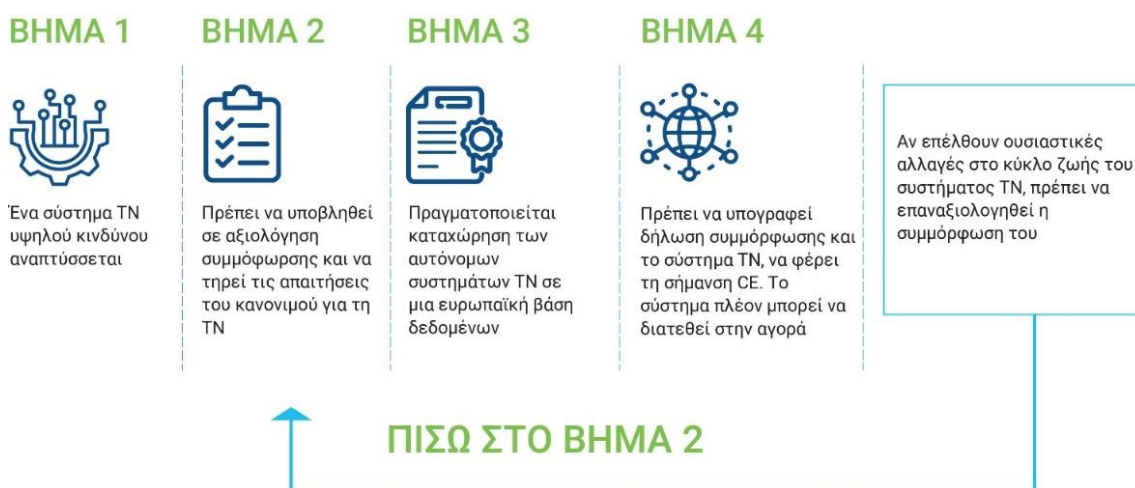 ΒΗΜΑ 1
Ένα σύστημα ΤΝ
υψηλού κινδύνου
αναπτύσσεται
ΒΗΜΑ 2
Πρέπει να υποβληθεί
σε αξιολόγηση
συμμόφωρσης και να
τηρεί τις απαιτήσεις
του κανονιμού για τη
ΤΝ
ΒΗΜΑ 3
Πραγματοποιείται
καταχώρηση των
αυτόνομων
συστημάτων ΤΝ σε
μια ευρωπαϊκή βάση
δεδομένων
ΒΗΜΑ 4
Πρέπει να υπογραφεί
δήλωση συμμόρφωσης και
το σύστημα ΤΝ, να φέρει
τη σήμανση CE. Το
σύστημα πλέον μπορεί να
διατεθεί στην αγορά
Αν επέλθουν ουσιαστικές
αλλαγές στο κύκλο ζωής του
συστήματος ΤΝ, πρέπει να
επαναξιολογηθεί η
συμμόρφωση του
ΠΙΣΩ ΣΤΟ ΒΗΜΑ 2